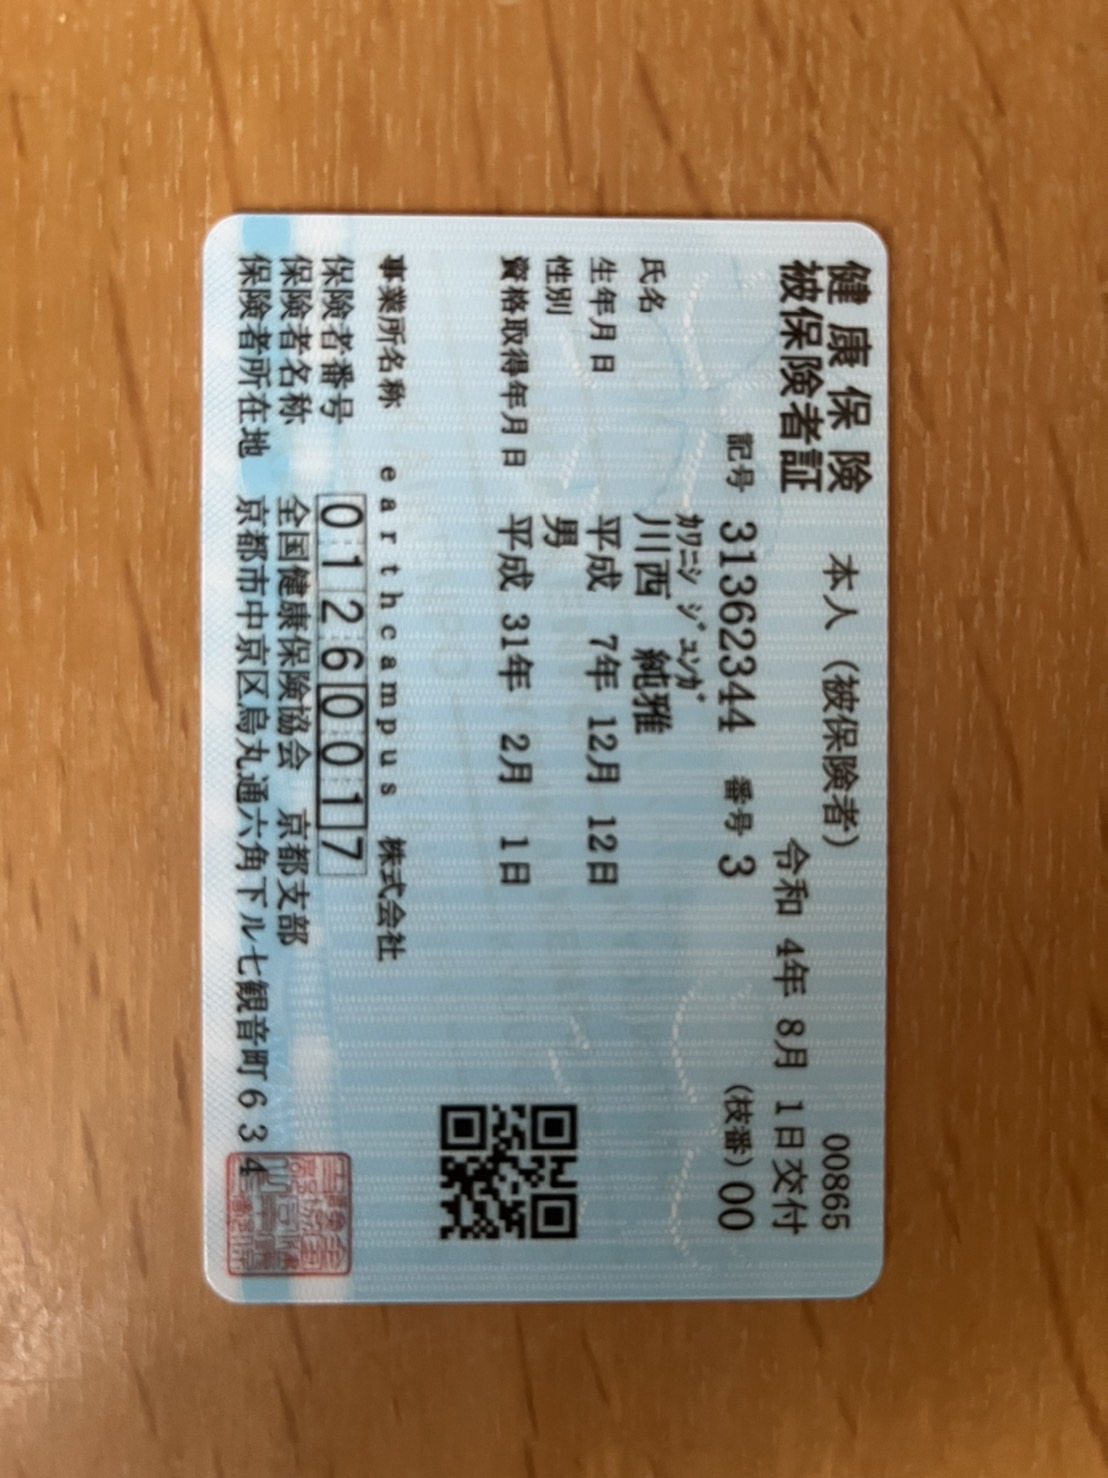 健康保険 本人（被保険者） 00865
被保険者証 令和 4年 8月 1日交付
記号 31362344 番号 3 (枝番) 00
ｶﾜﾆｼ ｼﾞｭﾝｶﾞ
氏名 川西 純雅
生年月日 平成 7年 12月 12日
性別 男
資格取得年月日 平成 31年 2月 1日
事業所名称 ｅａｒｔｈｃａｍｐｕｓ 株式会社
保険者番号 01260017
保険者名称 全国健康保険協会 京都支部
保険者所在地 京都市中京区烏丸通六角下ル七観音町６３４